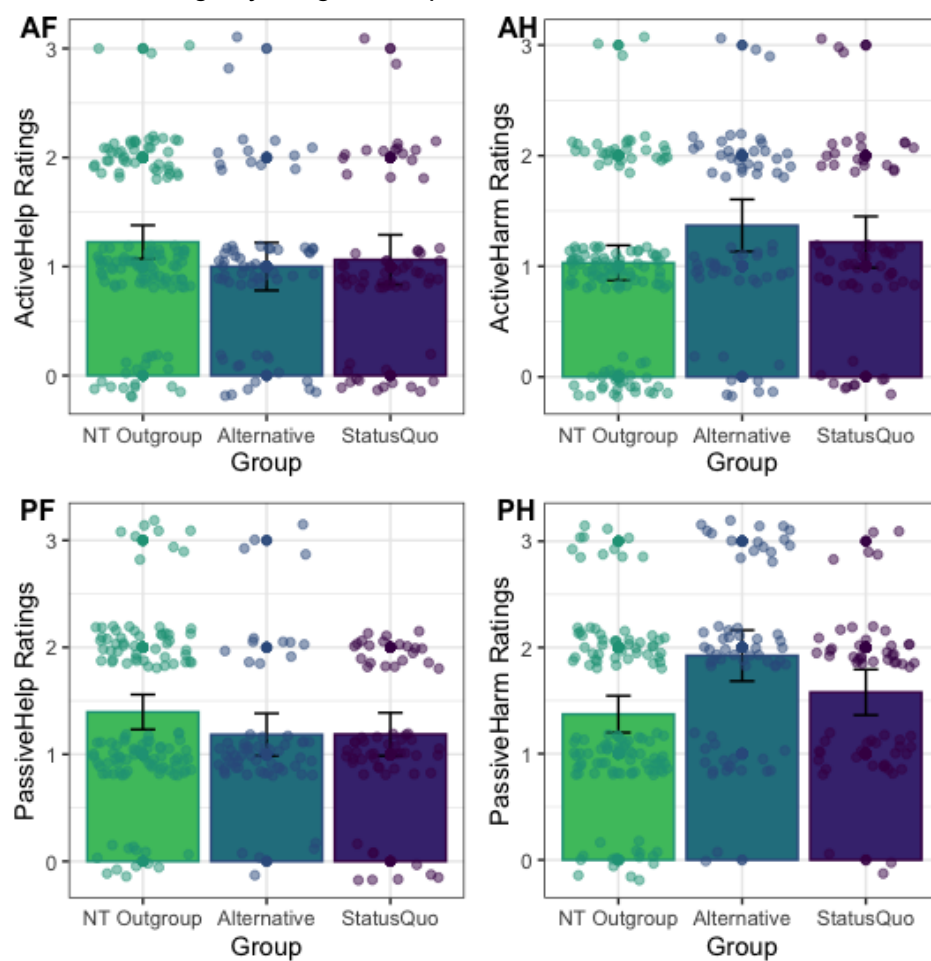 AF
ActiveHelp Ratings
3
2
1
0
NT Outgroup Alternative StatusQuo
Group
AH
ActiveHarm Ratings
3
2
1
0
NT Outgroup Alternative StatusQuo
Group
PF
PassiveHelp Ratings
3
2
1
0
NT Outgroup Alternative StatusQuo
Group
PH
PassiveHarm Ratings
3
2
1
0
NT Outgroup Alternative StatusQuo
Group